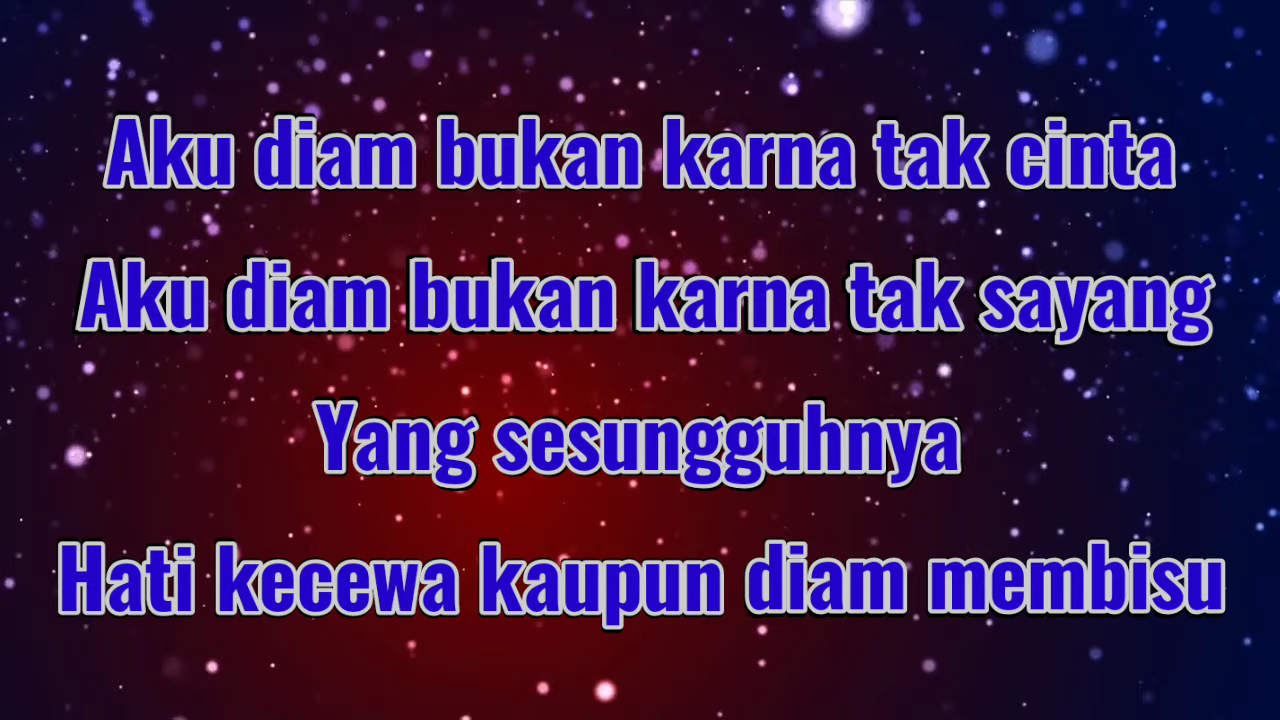 Aku diam bukan karna tak cinta
Aku diam bukan karna tak sayang
Yang sesungguhnya
Hati kecewa kaupun diam membisu